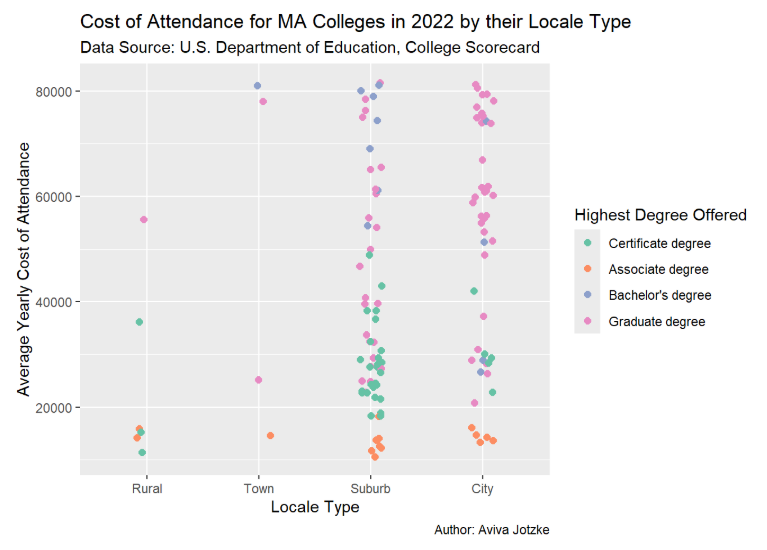 Cost of Attendance for MA Colleges in 2022 by their Locale Type
Data Source: U.S. Department of Education, College Scorecard
Average Yearly Cost of Attendance
80000
60000
40000
20000
Rural
Town
Suburb
City
Locale Type
Highest Degree Offered
Certificate degree
Associate degree
Bachelor's degree
Graduate degree
Author: Aviva Jotzke